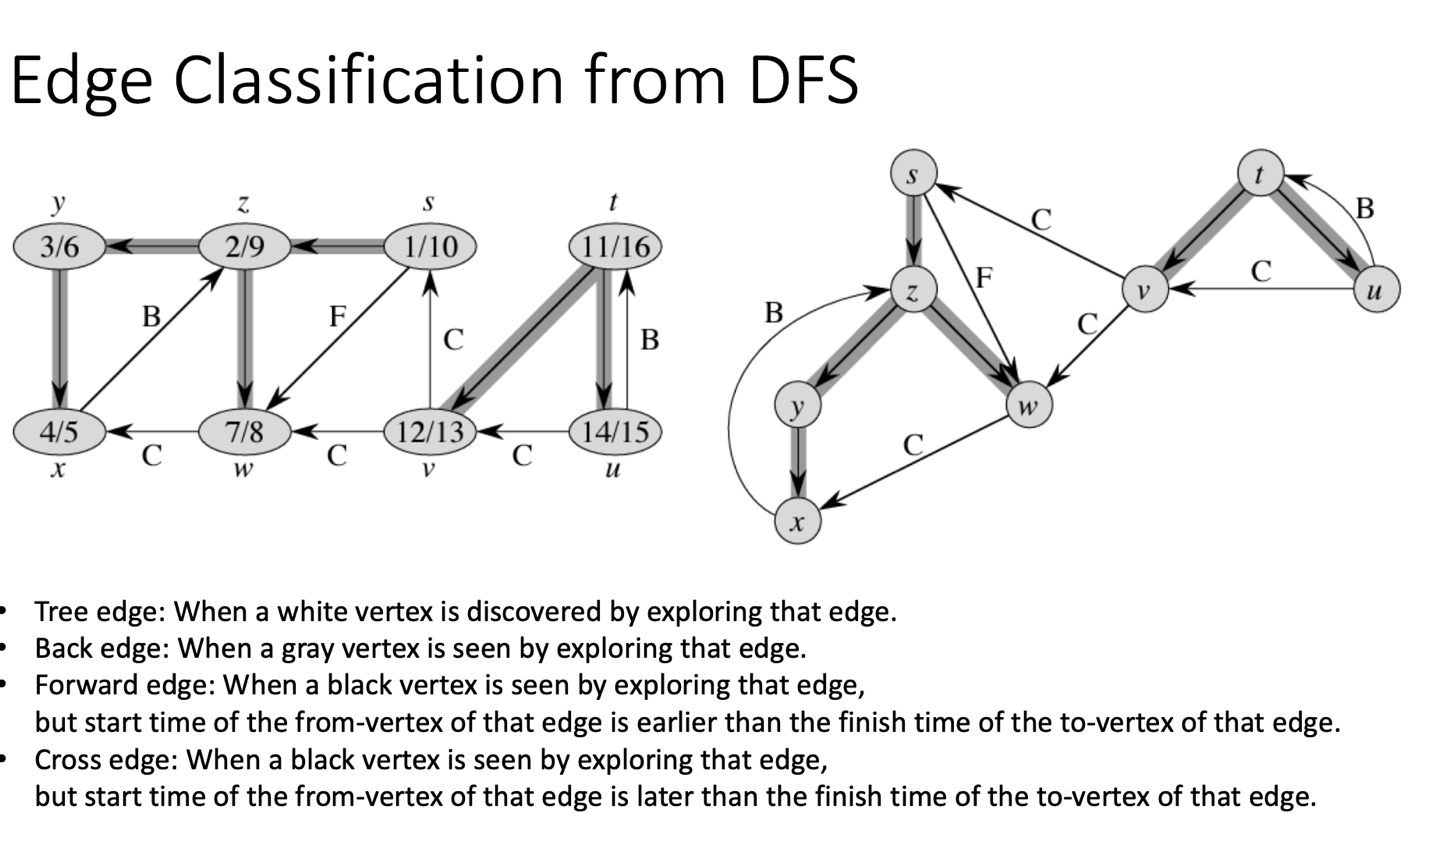 Edge Classification from DFS
y z s t
3/6 2/9 1/10 11/16
B F C B
4/5 7/8 12/13 14/15
C C C
x w v u
s t
C B
F C
z v u
B C
y w
C
x
• Tree edge: When a white vertex is discovered by exploring that edge.
• Back edge: When a gray vertex is seen by exploring that edge.
• Forward edge: When a black vertex is seen by exploring that edge,
but start time of the from-vertex of that edge is earlier than the finish time of the to-vertex of that edge.
• Cross edge: When a black vertex is seen by exploring that edge,
but start time of the from-vertex of that edge is later than the finish time of the to-vertex of that edge.